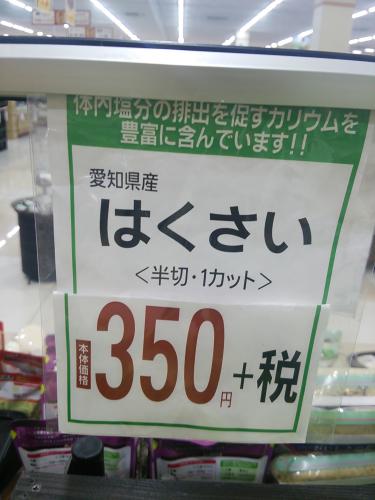 体内塩分の排出を促すカリウムを
豊富に含んでいます!!
愛知県産
はくさい
<半切・1カット>
本体価格
350円+税